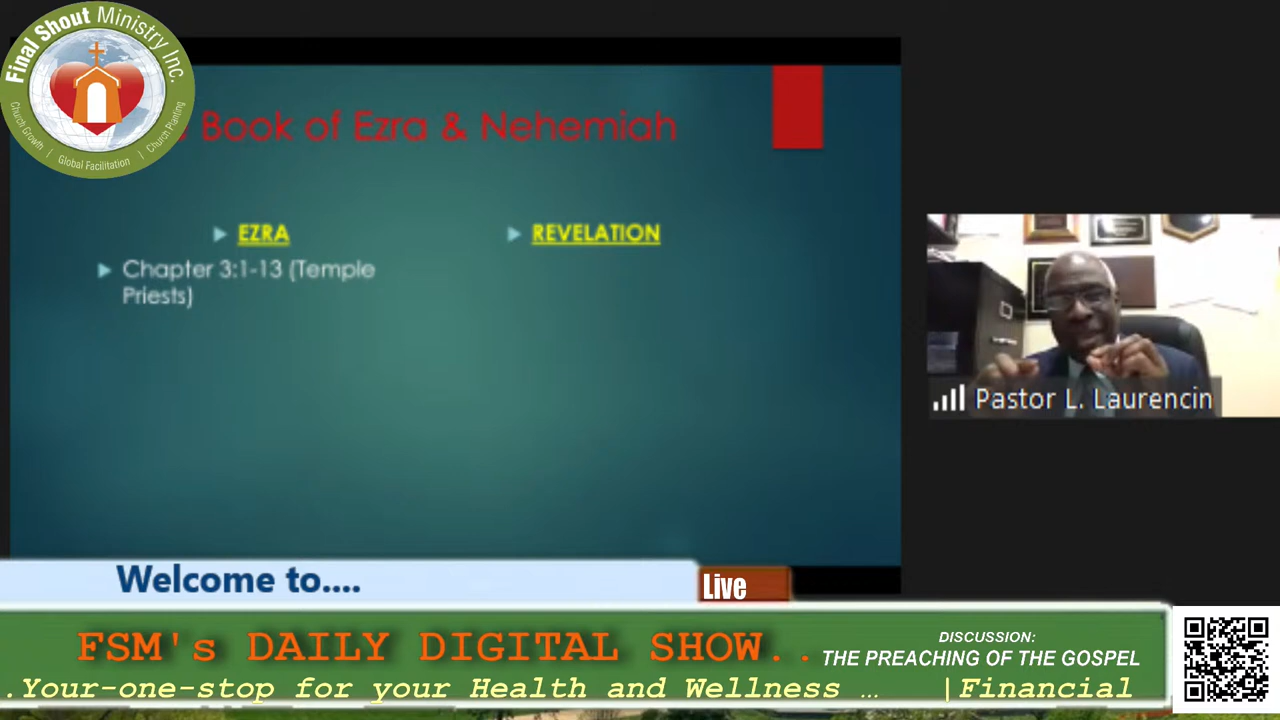 Final Shout Ministry Inc.
Church Growth | Global Facilitation | Church Planting
Book of Ezra & Nehemiah
EZRA
Chapter 3:1-13 (Temple
Priests)
REVELATION
Pastor L. Laurencin
Welcome to....
Live
FSM's DAILY DIGITAL SHOW..
DISCUSSION:
THE PREACHING OF THE GOSPEL
.Your-one-stop for your Health and Wellness … |Financial